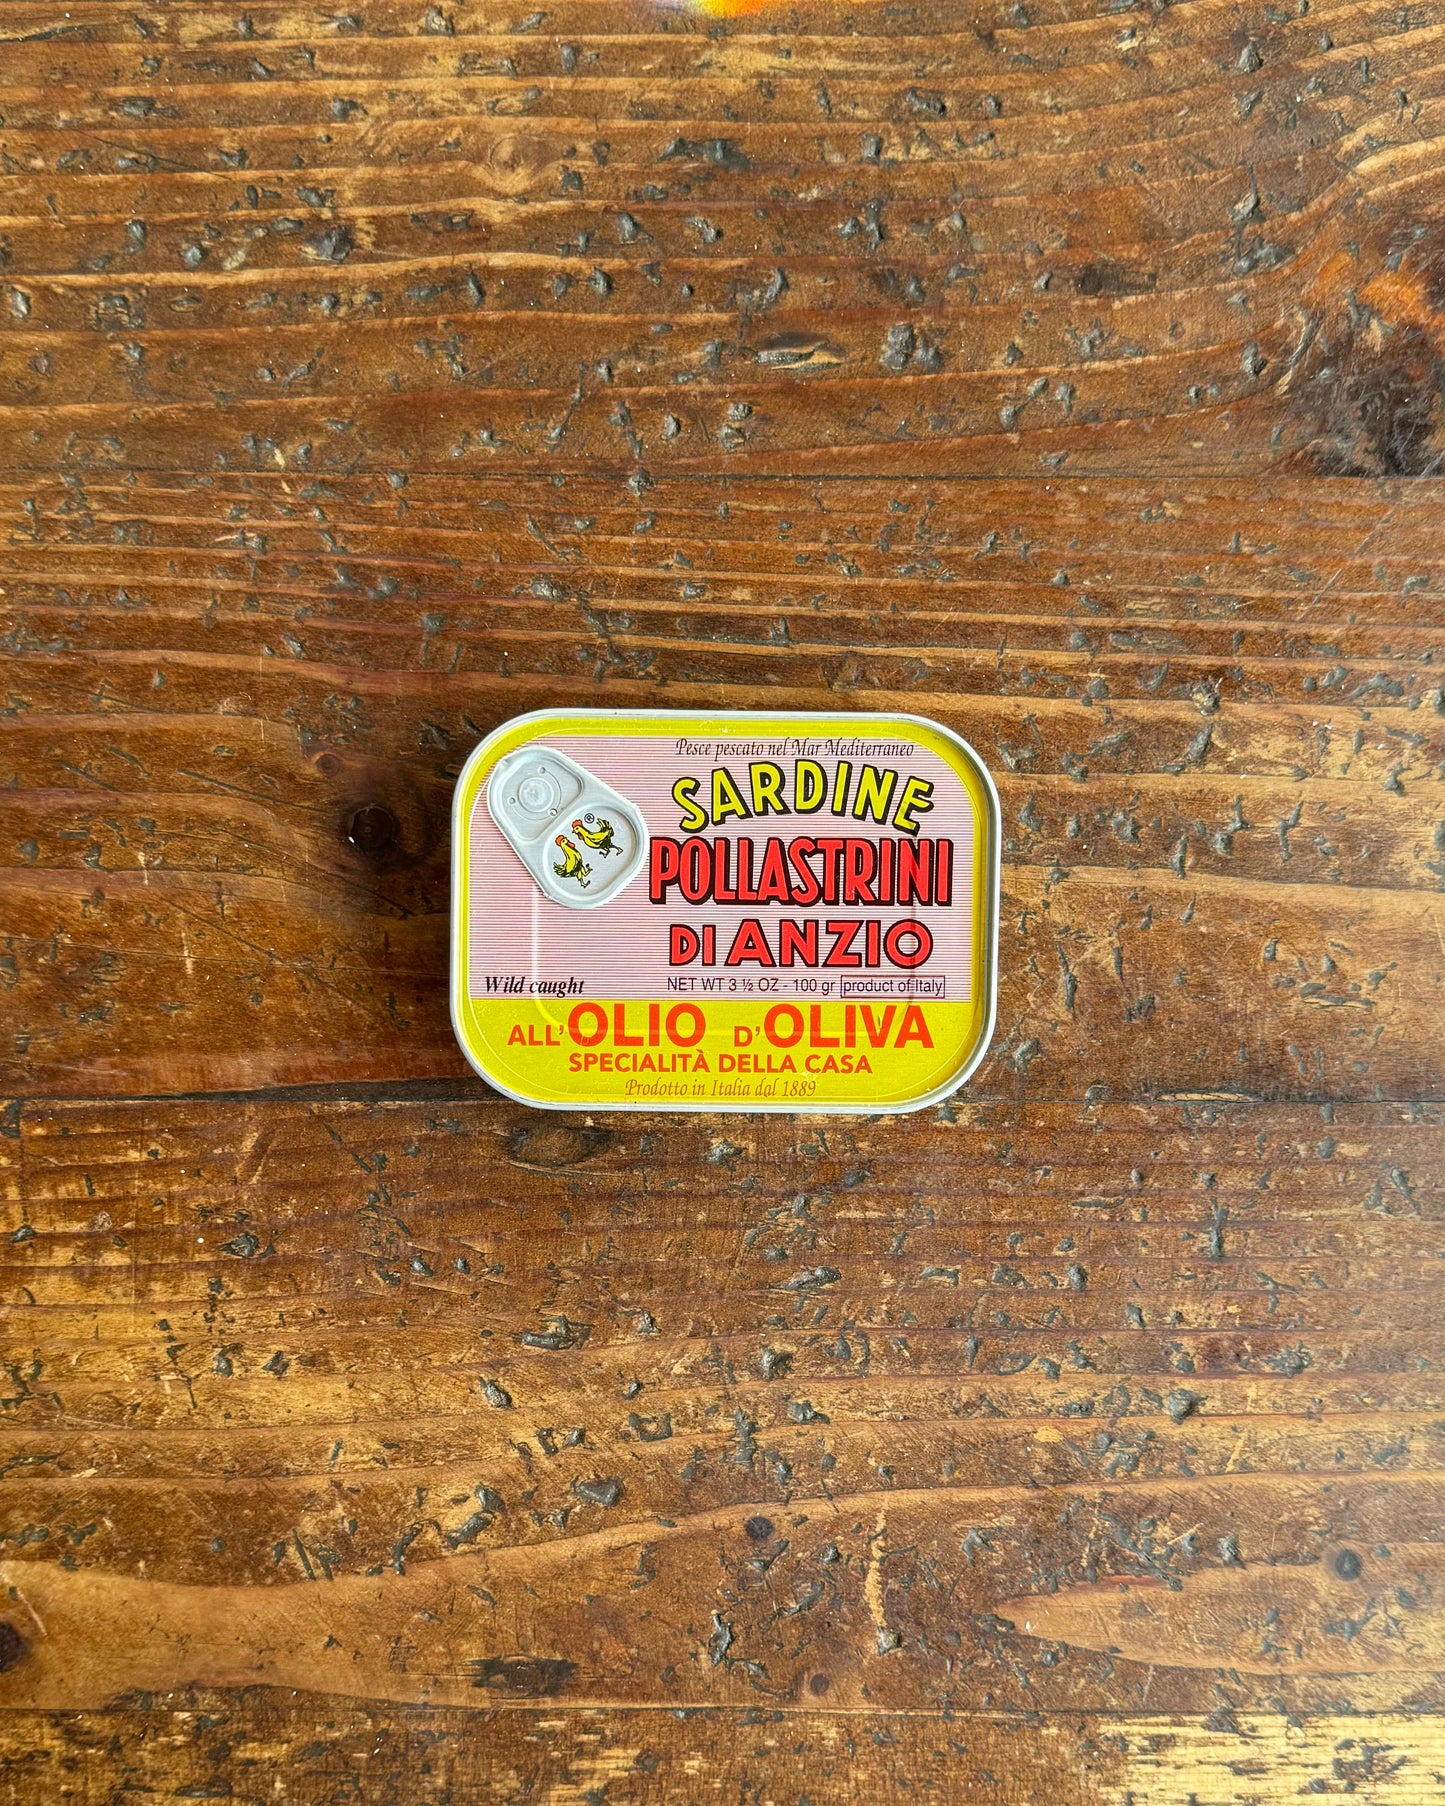 Pesce pescato nel Mar Mediterraneo
SARDINE
®
POLLASTRINI
DI ANZIO
Wild caught
NET WT 3 ½ OZ - 100 gr product of Italy
ALL' OLIO D'OLIVA
SPECIALITÀ DELLA CASA
Prodotto in Italia dal 1889